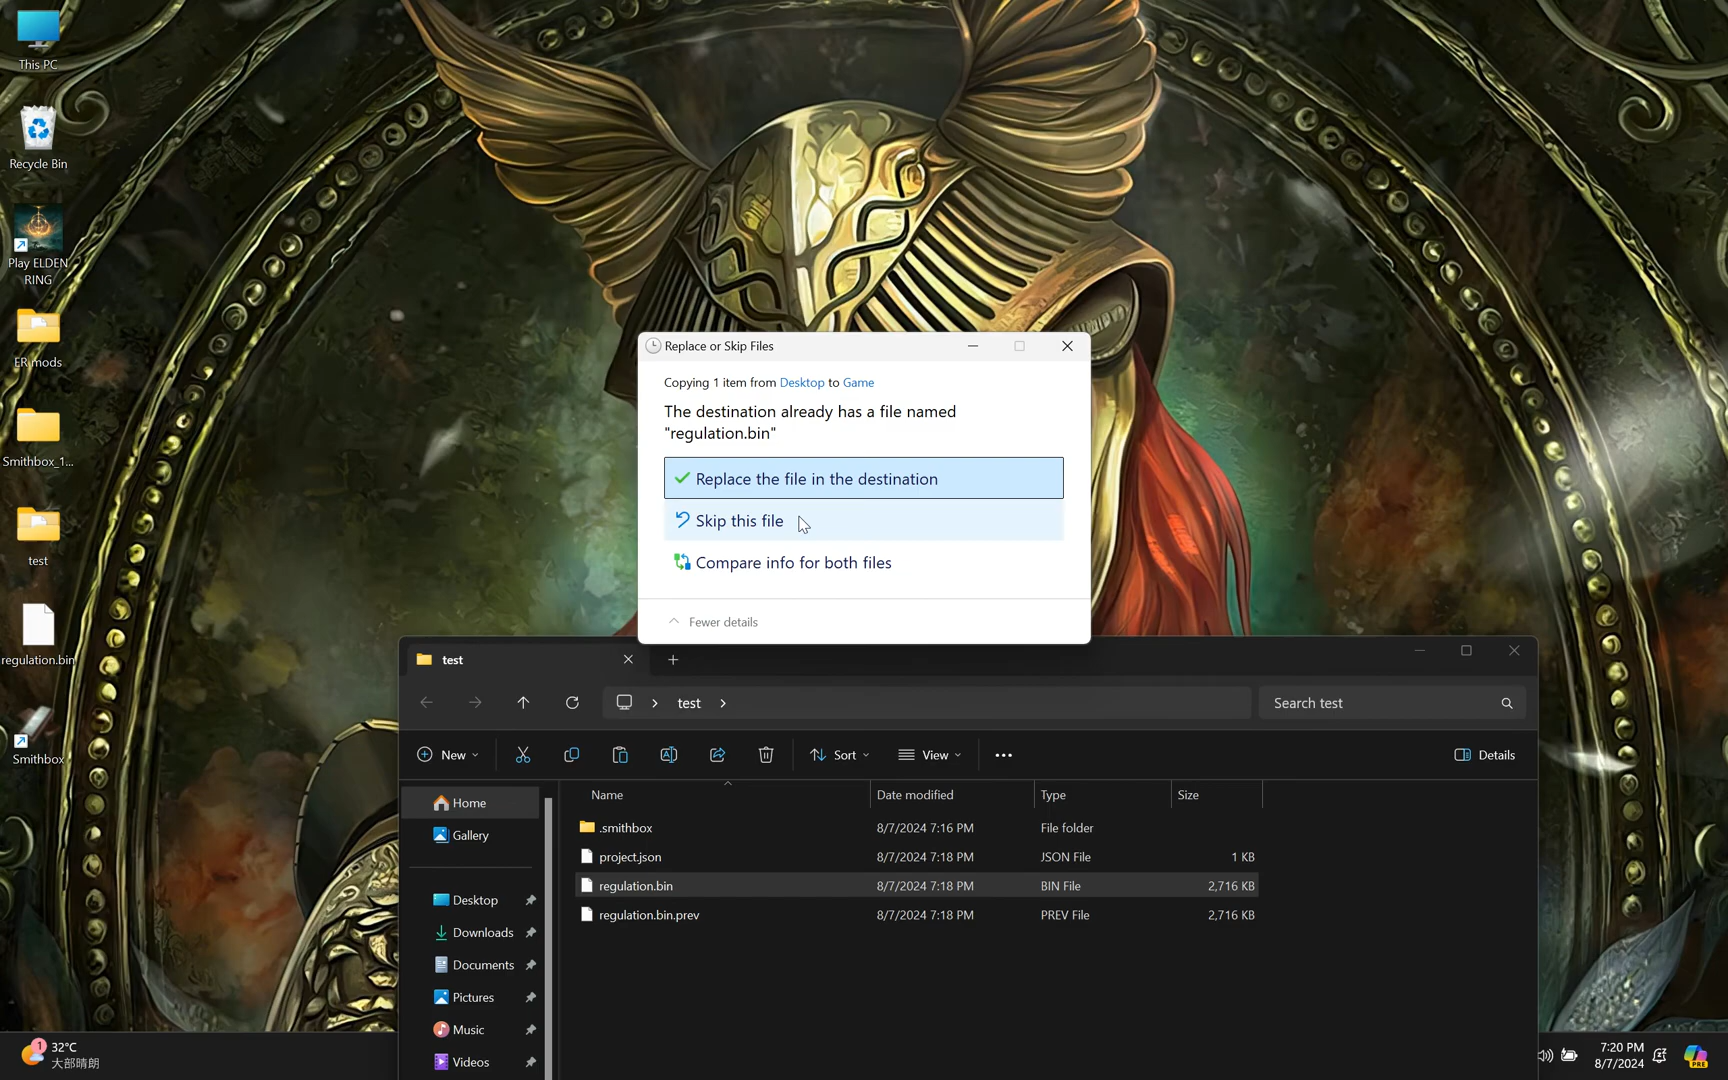 This PC
Recycle Bin
Play ELDEN
RING
ER mods
Smithbox_1...
test
regulation.bin
Smithbox
Replace or Skip Files
Copying 1 item from Desktop to Game
The destination already has a file named
"regulation.bin"
Replace the file in the destination
Skip this file
Compare info for both files
Fewer details
test
test
Search test
New
Sort
View
Details
Home
Gallery
Desktop
Downloads
Documents
Pictures
Music
Videos
Name Date modified Type Size
.smithbox 8/7/2024 7:16 PM File folder
project.json 8/7/2024 7:18 PM JSON File 1 KB
regulation.bin 8/7/2024 7:18 PM BIN File 2,716 KB
regulation.bin.prev 8/7/2024 7:18 PM PREV File 2,716 KB
1
32°C
大部晴朗
7:20 PM
8/7/2024
PRE